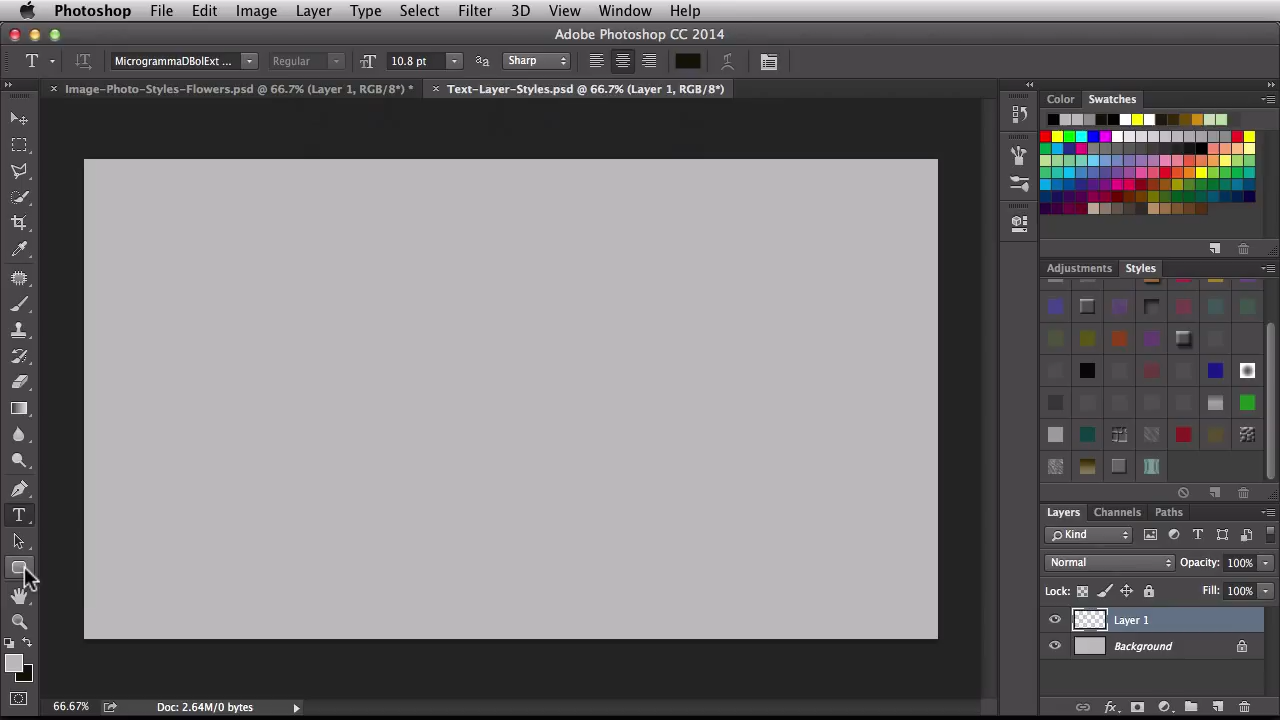 Photoshop File Edit Image Layer Type Select Filter 3D View Window Help
Adobe Photoshop CC 2014
T MicrogrammaDBolExt ... Regular 10.8 pt Sharp
Image-Photo-Styles-Flowers.psd @ 66.7% (Layer 1, RGB/8*) * Text-Layer-Styles.psd @ 66.7% (Layer 1, RGB/8*)
Color Swatches
Adjustments Styles
Layers Channels Paths
Kind
Normal Opacity: 100%
Lock: Fill: 100%
Layer 1
Background
66.67% Doc: 2.64M/0 bytes